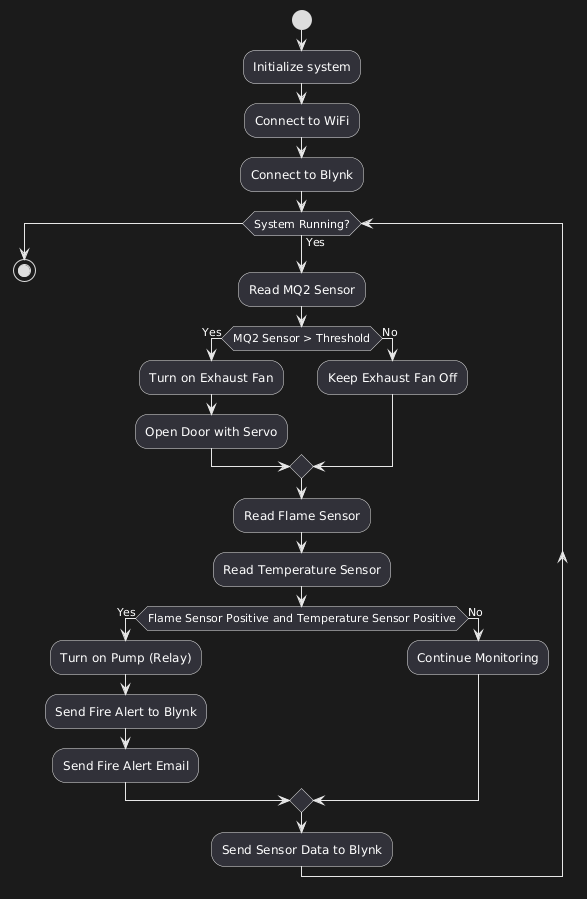 Initialize system
Connect to WiFi
Connect to Blynk
System Running?
Yes
Read MQ2 Sensor
Yes
MQ2 Sensor > Threshold
No
Turn on Exhaust Fan
Keep Exhaust Fan Off
Open Door with Servo
Read Flame Sensor
Read Temperature Sensor
Yes
Flame Sensor Positive and Temperature Sensor Positive
No
Turn on Pump (Relay)
Continue Monitoring
Send Fire Alert to Blynk
Send Fire Alert Email
Send Sensor Data to Blynk